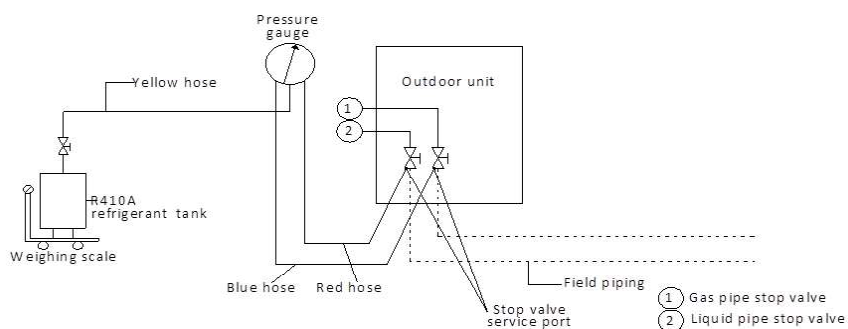 Pressure
gauge
Yellow hose
Outdoor unit
1
2
R410A
refrigerant tank
Weighing scale
Blue hose
Red hose
Field piping
Stop valve
service port
1 Gas pipe stop valve
2 Liquid pipe stop valve